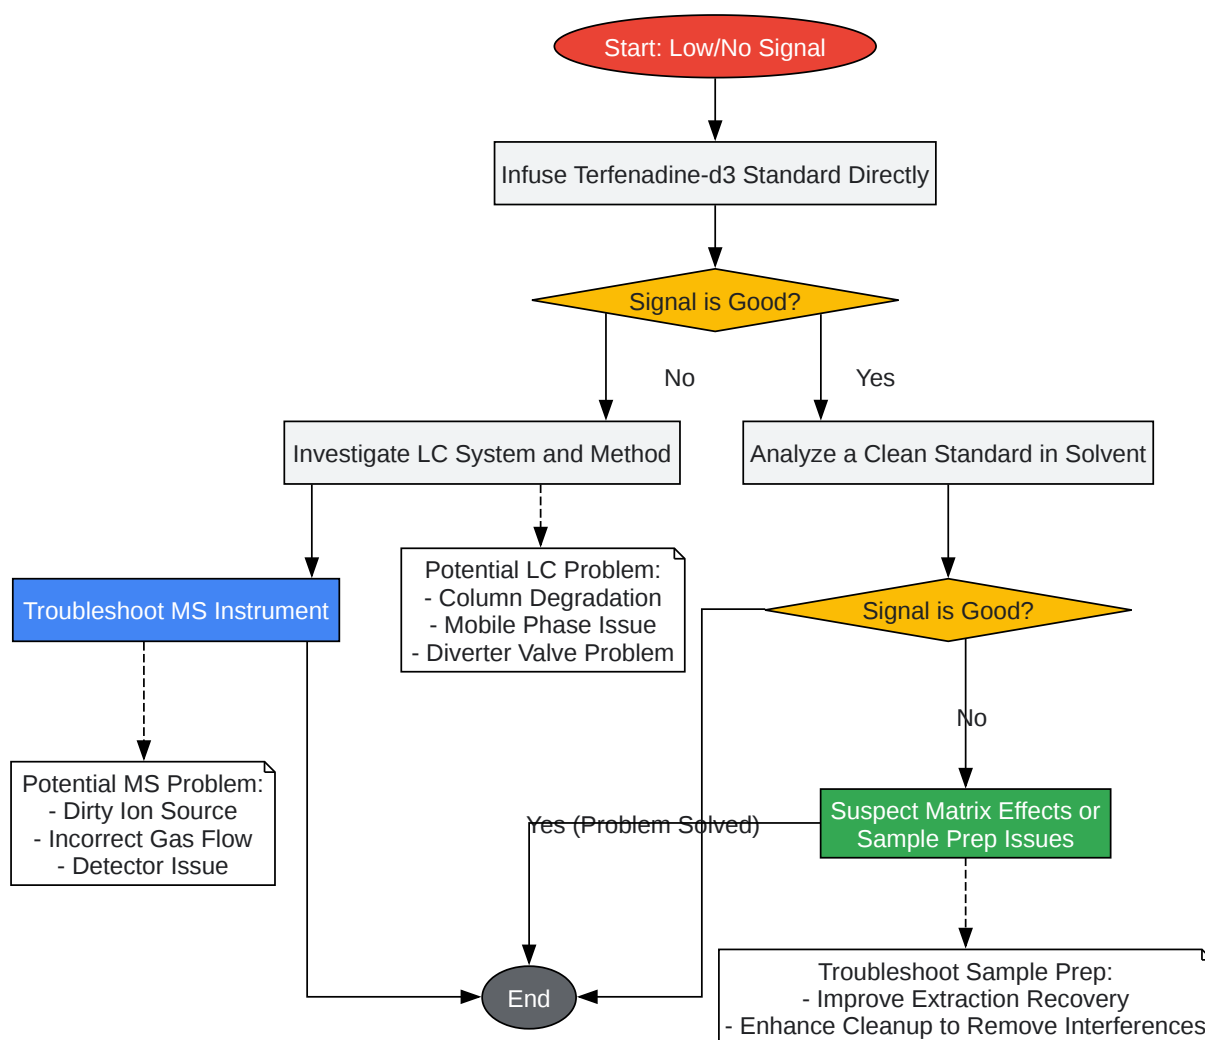 Start: Low/No Signal
Infuse Terfenadine-d3 Standard Directly
Signal is Good?
No
Yes
Investigate LC System and Method
Analyze a Clean Standard in Solvent
Potential LC Problem:
- Column Degradation
- Mobile Phase Issue
- Diverter Valve Problem
Troubleshoot MS Instrument
Signal is Good?
No
Potential MS Problem:
- Dirty Ion Source
- Incorrect Gas Flow
- Detector Issue
Yes (Problem Solved)
Suspect Matrix Effects or
Sample Prep Issues
End
Troubleshoot Sample Prep:
- Improve Extraction Recovery
- Enhance Cleanup to Remove Interferences